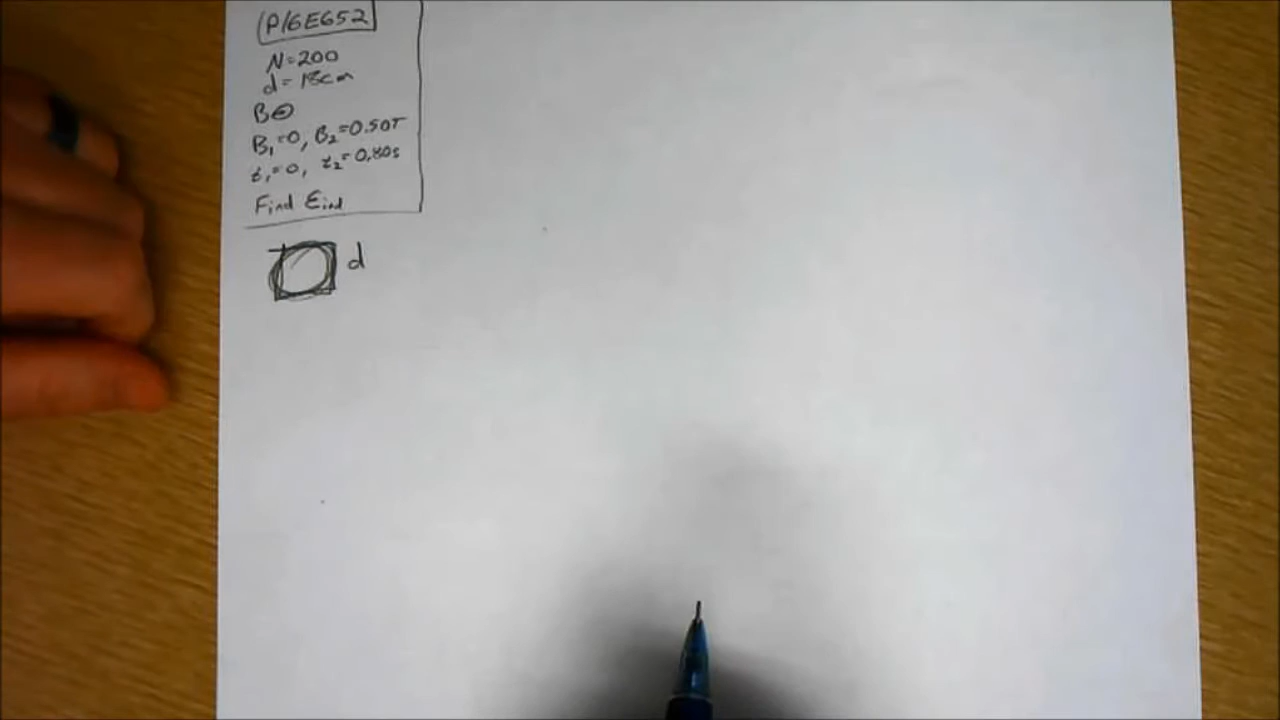 P16E652
N=200
d=18cm
B⊙
B₁=0, B₂=0.50T
t₁=0, t₂=0.80s
Find Eind
d